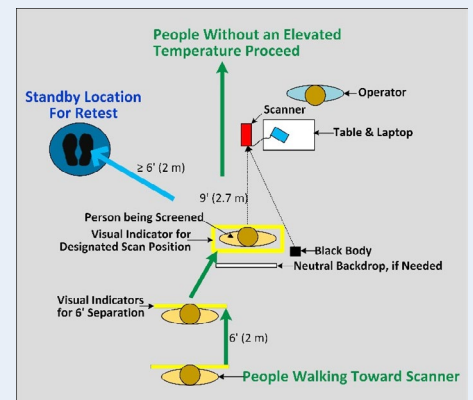 People Without an Elevated
Temperature Proceed
Standby Location
For Retest
Operator
Scanner
Table & Laptop
≥ 6' (2 m)
9' (2.7 m)
Person being Screened
Visual Indicator for
Designated Scan Position
Black Body
Neutral Backdrop, if Needed
Visual Indicators
for 6' Separation
6' (2 m)
People Walking Toward Scanner